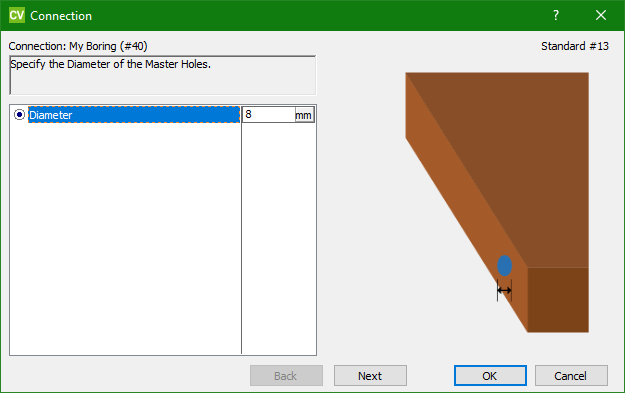 CV Connection ?
Connection: My Boring (#40) Standard #13
Specify the Diameter of the Master Holes.
Diameter 8 mm
Back Next OK Cancel